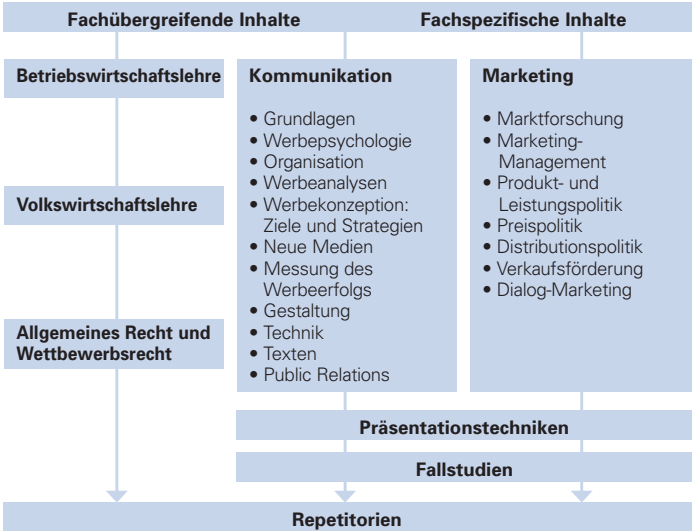 Fachübergreifende Inhalte
Fachspezifische Inhalte
Betriebswirtschaftslehre
Volkswirtschaftslehre
Allgemeines Recht und
Wettbewerbsrecht
Kommunikation
• Grundlagen
• Werbepsychologie
• Organisation
• Werbeanalysen
• Werbekonzeption:
Ziele und Strategien
• Neue Medien
• Messung des
Werbeerfolgs
• Gestaltung
• Technik
• Texten
• Public Relations
Marketing
• Marktforschung
• Marketing-
Management
• Produkt- und
Leistungspolitik
• Preispolitik
• Distributionspolitik
• Verkaufsförderung
• Dialog-Marketing
Präsentationstechniken
Fallstudien
Repetitorien